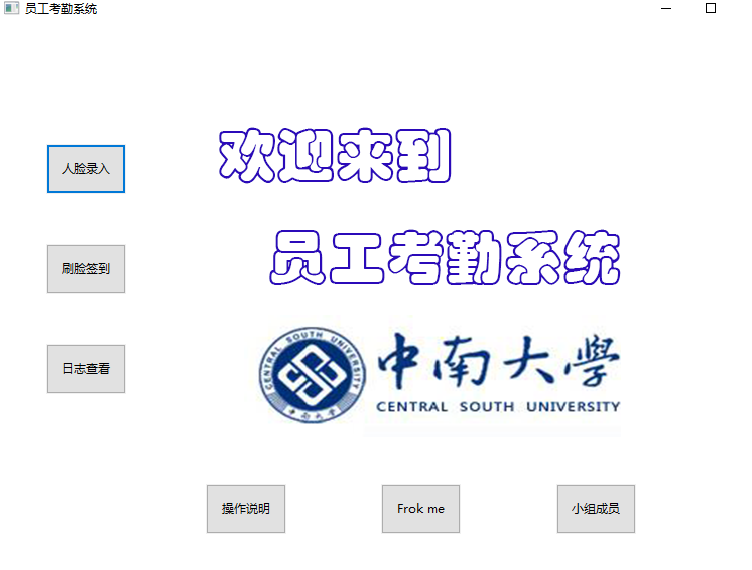 员工考勤系统
欢迎来到
人脸录入
员工考勤系统
刷脸签到
CENTRAL SOUTH UNIVERSITY
中南大学
中南大學
CENTRAL SOUTH UNIVERSITY
日志查看
操作说明
Frok me
小组成员